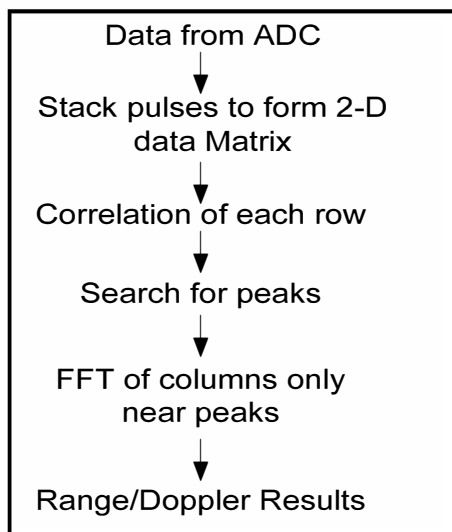 Data from ADC
Stack pulses to form 2-D
data Matrix
Correlation of each row
Search for peaks
FFT of columns only
near peaks
Range/Doppler Results